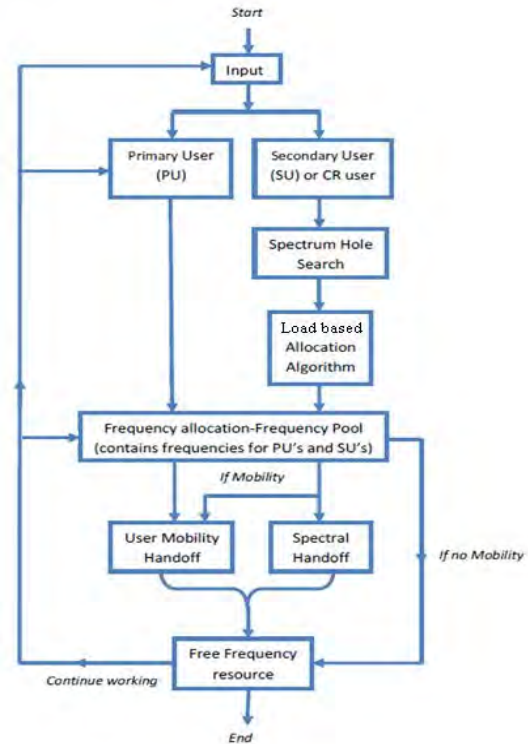 Start
Input
Primary User
(PU)
Secondary User
(SU) or CR user
Spectrum Hole
Search
Load based
Allocation
Algorithm
Frequency allocation-Frequency Pool
(contains frequencies for PU's and SU's)
If Mobility
User Mobility
Handoff
Spectral
Handoff
If no Mobility
Free Frequency
resource
Continue working
End